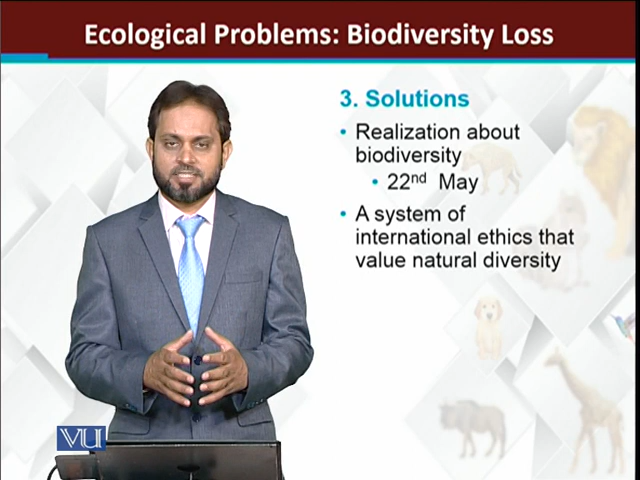 Ecological Problems: Biodiversity Loss
3. Solutions
• Realization about
biodiversity
• 22nd May
• A system of
international ethics that
value natural diversity
VU